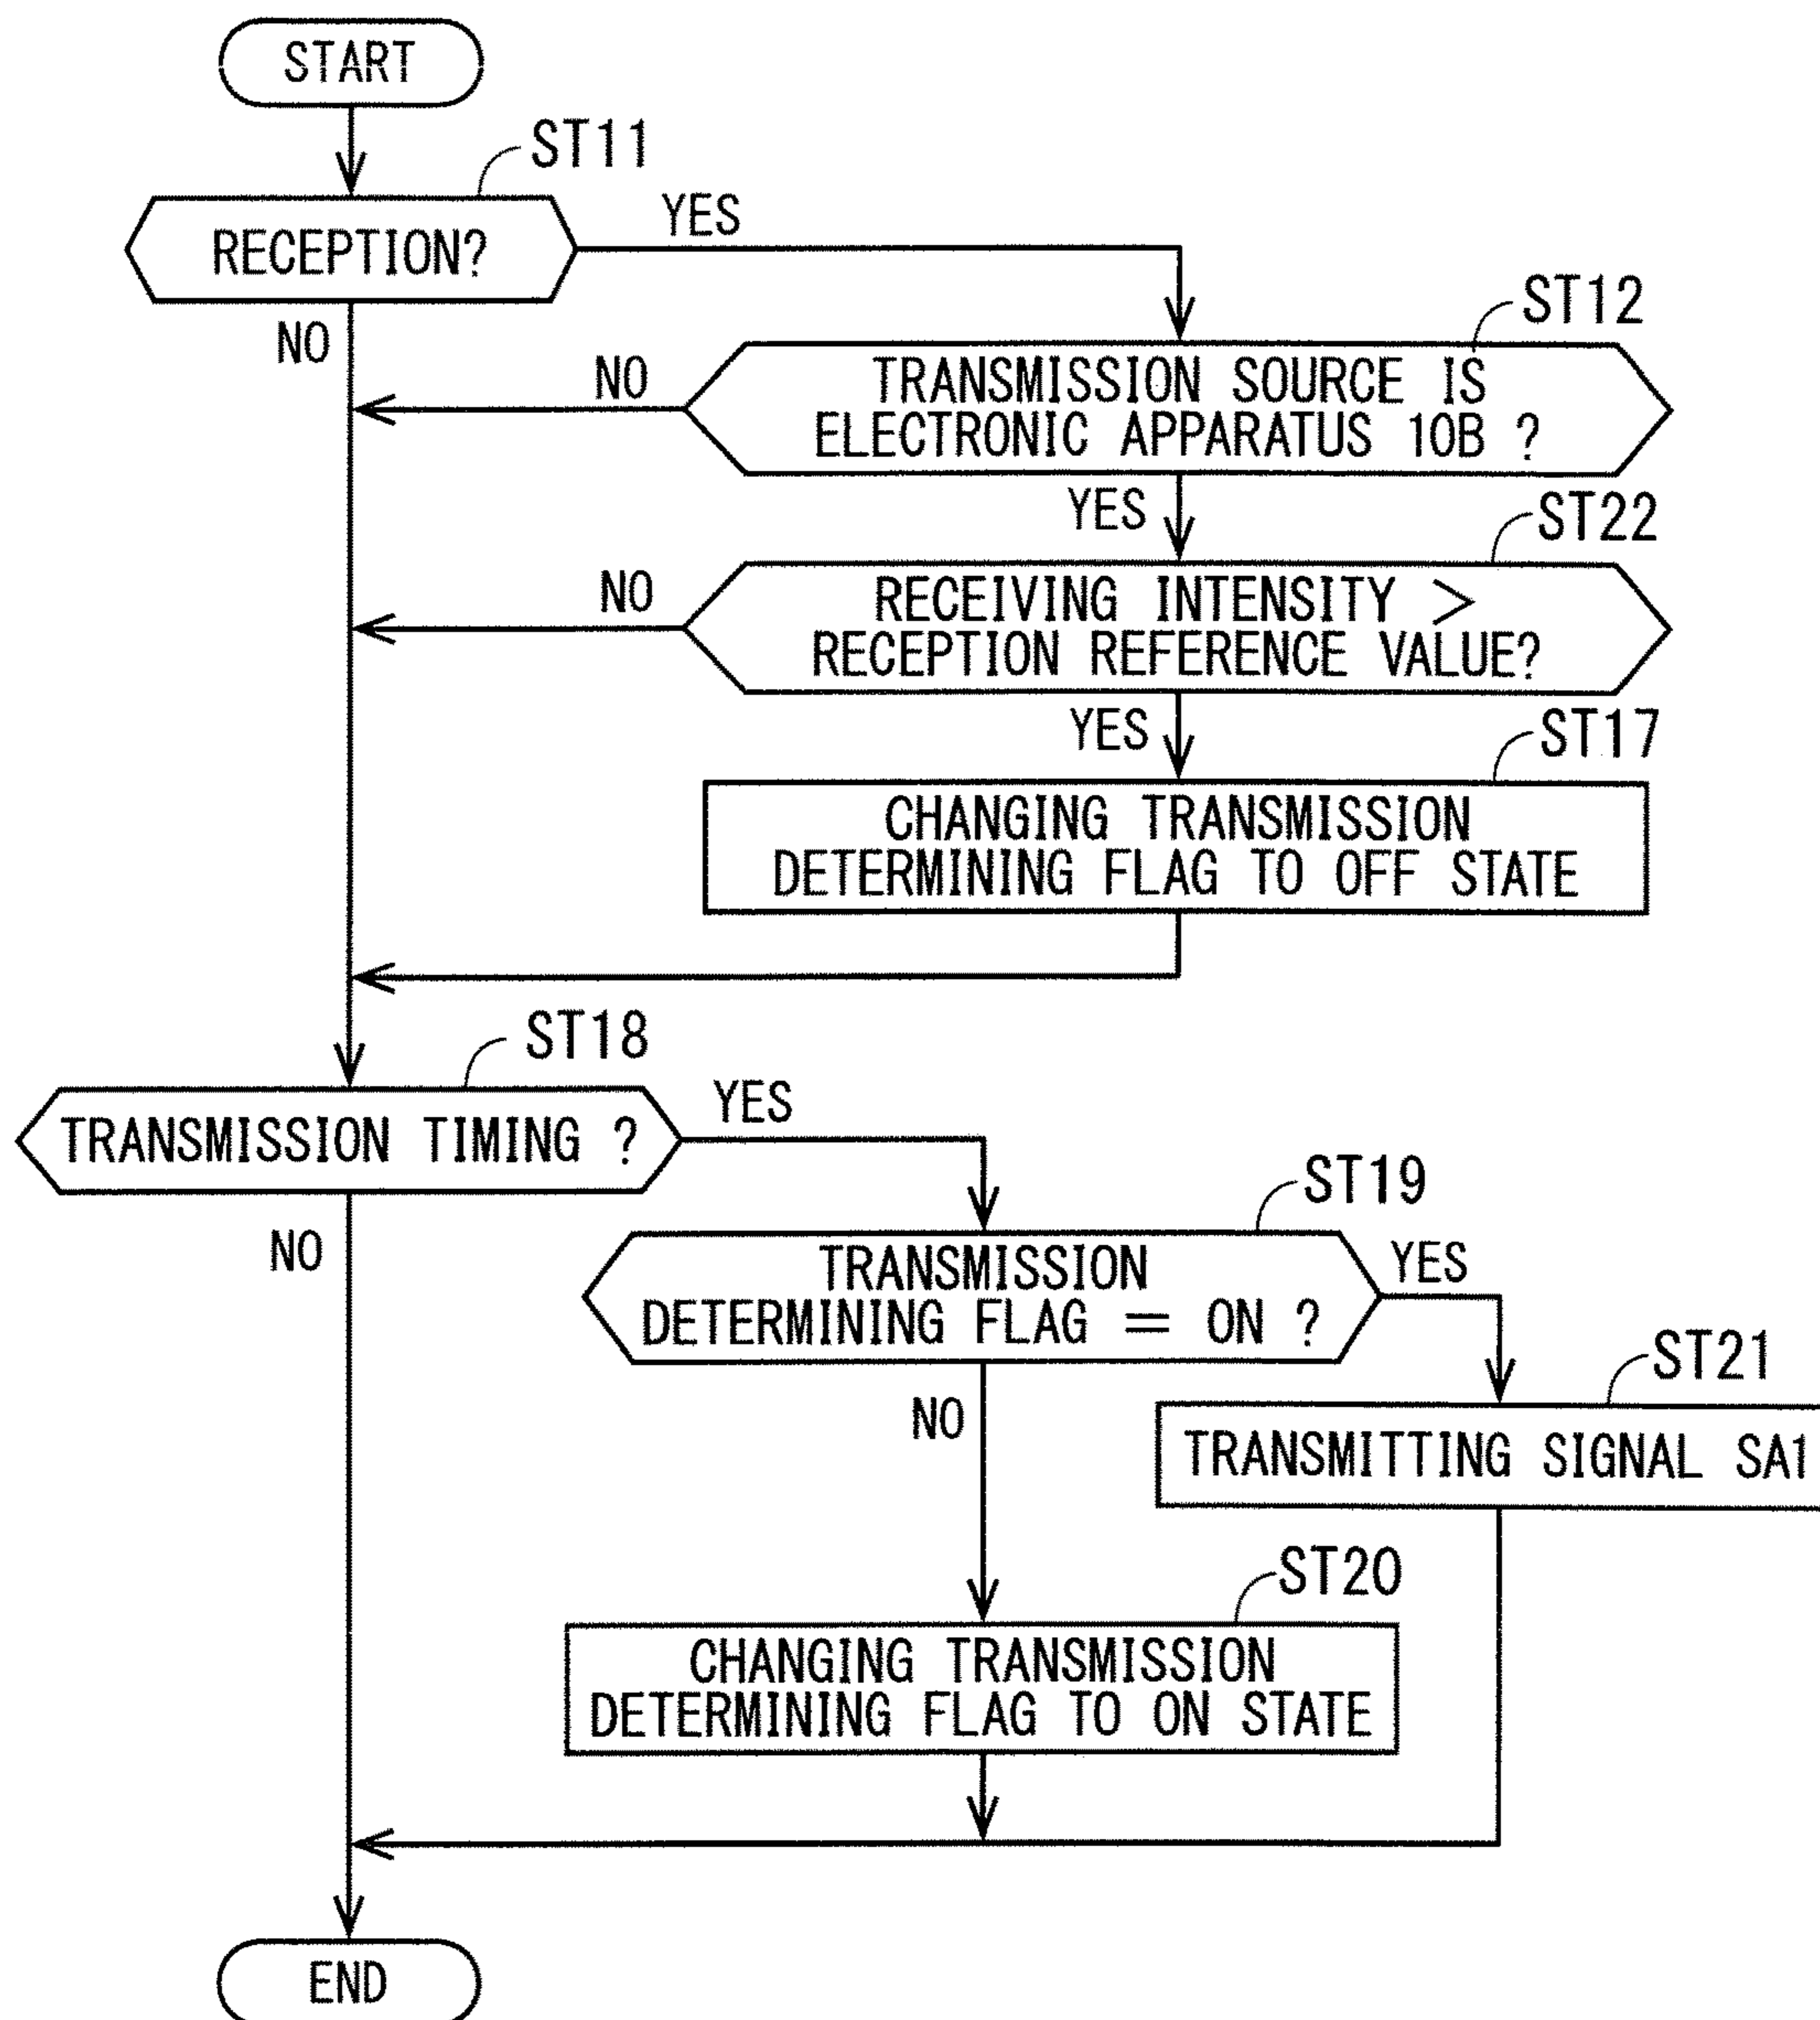 START
ST11
RECEPTION?
YES
NO
ST12
TRANSMISSION SOURCE IS
ELECTRONIC APPARATUS 10B ?
NO
YES
ST22
RECEIVING INTENSITY >
RECEPTION REFERENCE VALUE?
NO
YES
ST17
CHANGING TRANSMISSION
DETERMINING FLAG TO OFF STATE
ST18
TRANSMISSION TIMING ?
YES
NO
ST19
TRANSMISSION
DETERMINING FLAG = ON ?
YES
NO
ST21
TRANSMITTING SIGNAL SA1
ST20
CHANGING TRANSMISSION
DETERMINING FLAG TO ON STATE
END